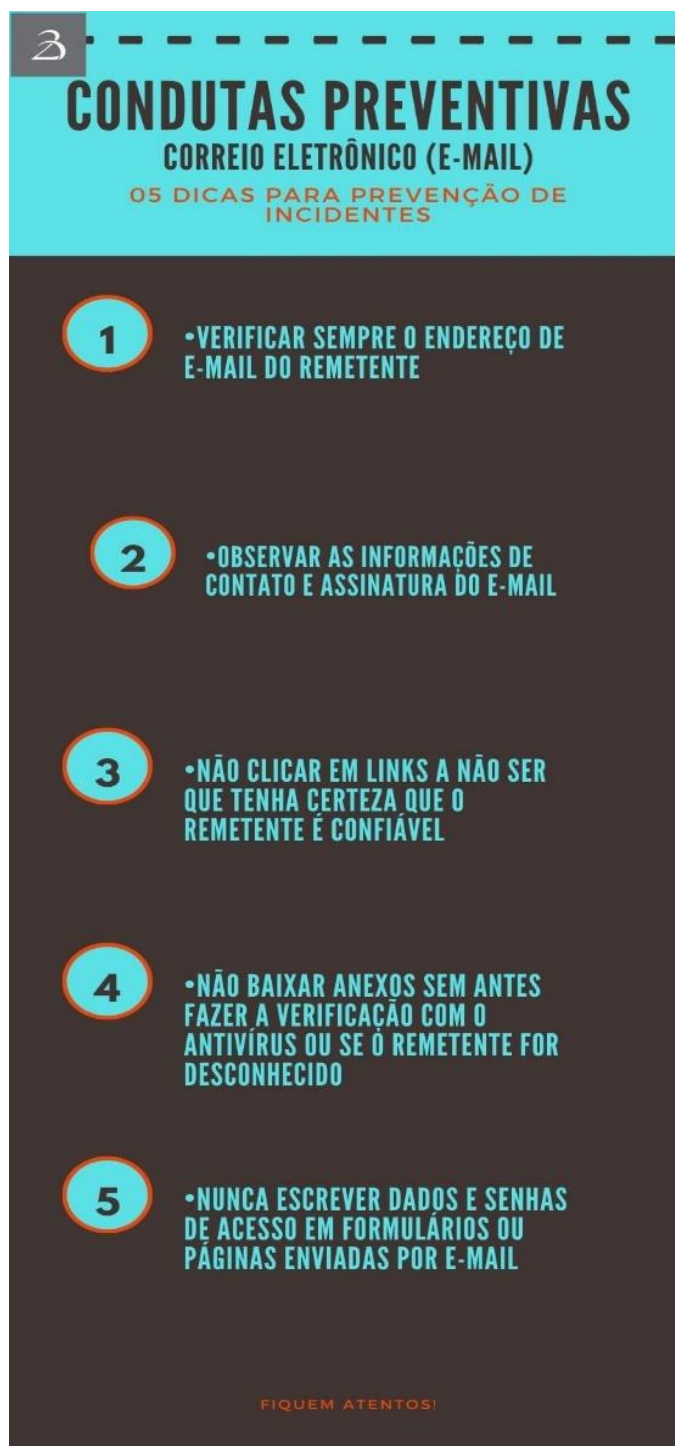 CONDUTAS PREVENTIVAS
CORREIO ELETRÔNICO (E-MAIL)
05 DICAS PARA PREVENÇÃO DE
INCIDENTES
1
•VERIFICAR SEMPRE O ENDEREÇO DE
E-MAIL DO REMETENTE
2
•OBSERVAR AS INFORMAÇÕES DE
CONTATO E ASSINATURA DO E-MAIL
3
•NÃO CLICAR EM LINKS A NÃO SER
QUE TENHA CERTEZA QUE O
REMETENTE É CONFIÁVEL
4
•NÃO BAIXAR ANEXOS SEM ANTES
FAZER A VERIFICAÇÃO COM O
ANTIVÍRUS OU SE O REMETENTE FOR
DESCONHECIDO
5
•NUNCA ESCREVER DADOS E SENHAS
DE ACESSO EM FORMULÁRIOS OU
PÁGINAS ENVIADAS POR E-MAIL
FIQUEM ATENTOS!